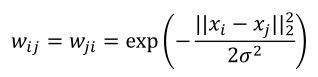 $w_{ij} = w_{ji} = \exp\left(-\frac{||x_i - x_j||_2^2}{2\sigma^2}\right)$